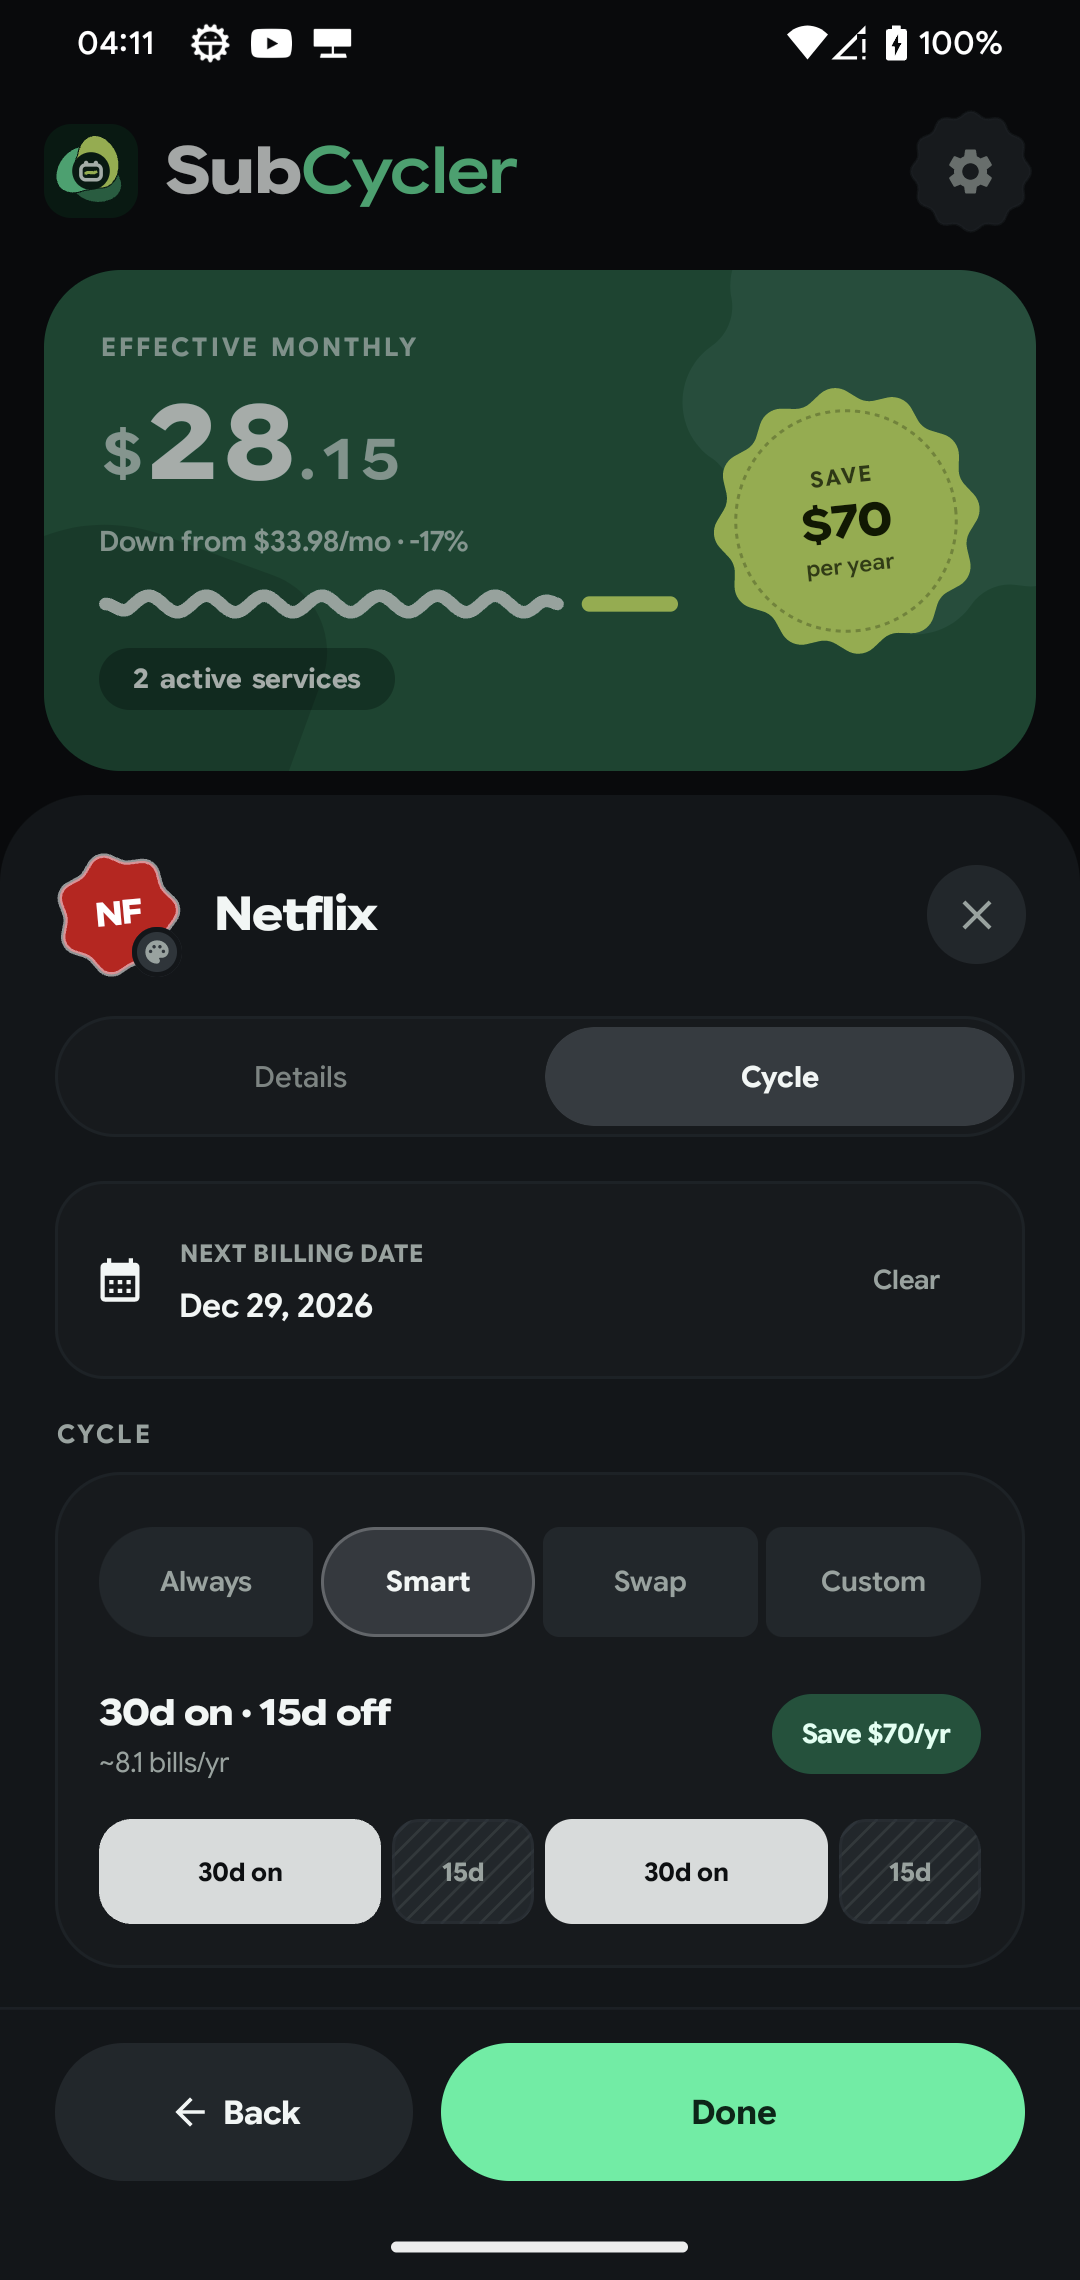 04:11
100%
SubCycler
EFFECTIVE MONTHLY
$28.15
Down from $33.98/mo · -17%
2 active services
SAVE
$70
per year
NF
Netflix
Details
Cycle
NEXT BILLING DATE
Dec 29, 2026
Clear
CYCLE
Always
Smart
Swap
Custom
30d on · 15d off
~8.1 bills/yr
Save $70/yr
30d on
15d
30d on
15d
Back
Done